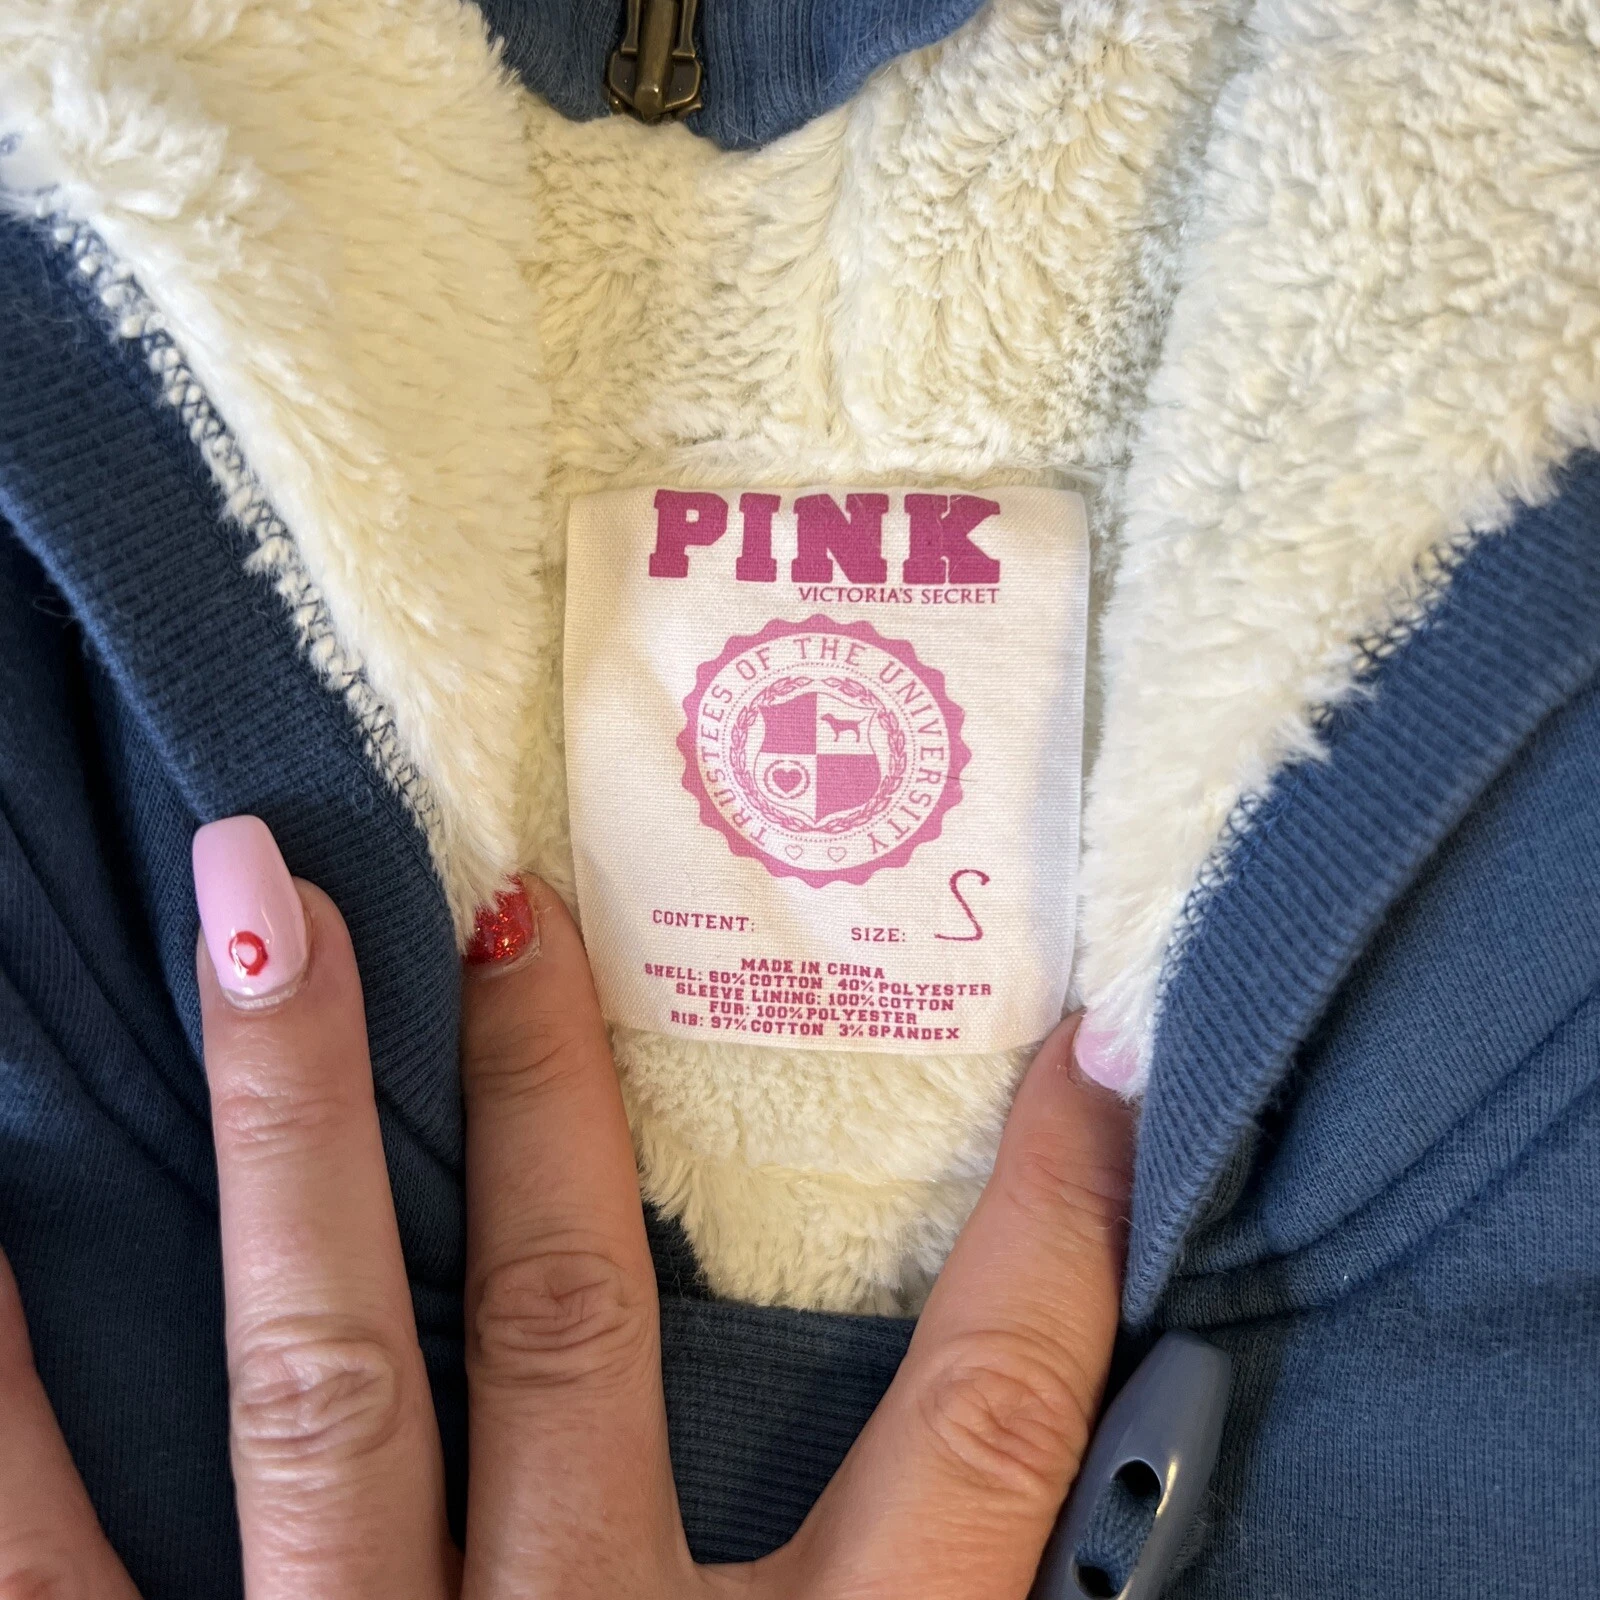 PINK
VICTORIA'S SECRET
TRUSTEES OF THE UNIVERSITY
CONTENT:
SIZE: S
MADE IN CHINA
SHELL: 60% COTTON 40% POLYESTER
SLEEVE LINING: 100% COTTON
FUR: 100% POLYESTER
RIB: 97% COTTON 3% SPANDEX